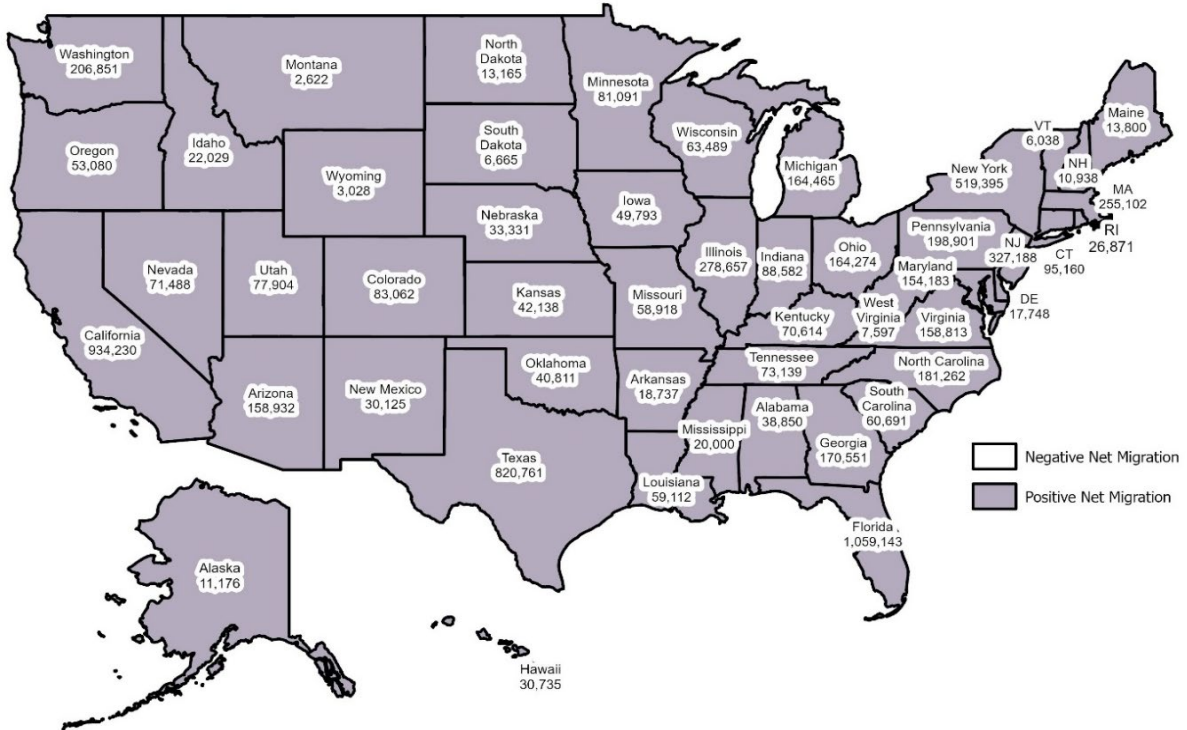 Washington
206,851
Montana
2,622
North
Dakota
13,165
Minnesota
81,091
Oregon
53,080
Idaho
22,029
Wyoming
3,028
South
Dakota
6,665
Wisconsin
63,489
Michigan
164,465
VT
6,038
Maine
13,800
New York
519,395
NH
10,938
MA
255,102
RI
26,871
CT
95,160
Nevada
71,488
Utah
77,904
Colorado
83,062
Nebraska
33,331
Iowa
49,793
Illinois
278,657
Indiana
88,582
Ohio
164,274
Pennsylvania
198,901
NJ
327,188
Maryland
154,183
DE
17,748
California
934,230
Kansas
42,138
Missouri
58,918
Kentucky
70,614
West
Virginia
7,597
Virginia
158,813
Arizona
158,932
New Mexico
30,125
Oklahoma
40,811
Arkansas
18,737
Tennessee
73,139
North Carolina
181,262
Texas
820,761
Louisiana
59,112
Mississippi
20,000
Alabama
38,850
Georgia
170,551
South
Carolina
60,691
Florida
1,059,143
Negative Net Migration
Positive Net Migration
Alaska
11,176
Hawaii
30,735